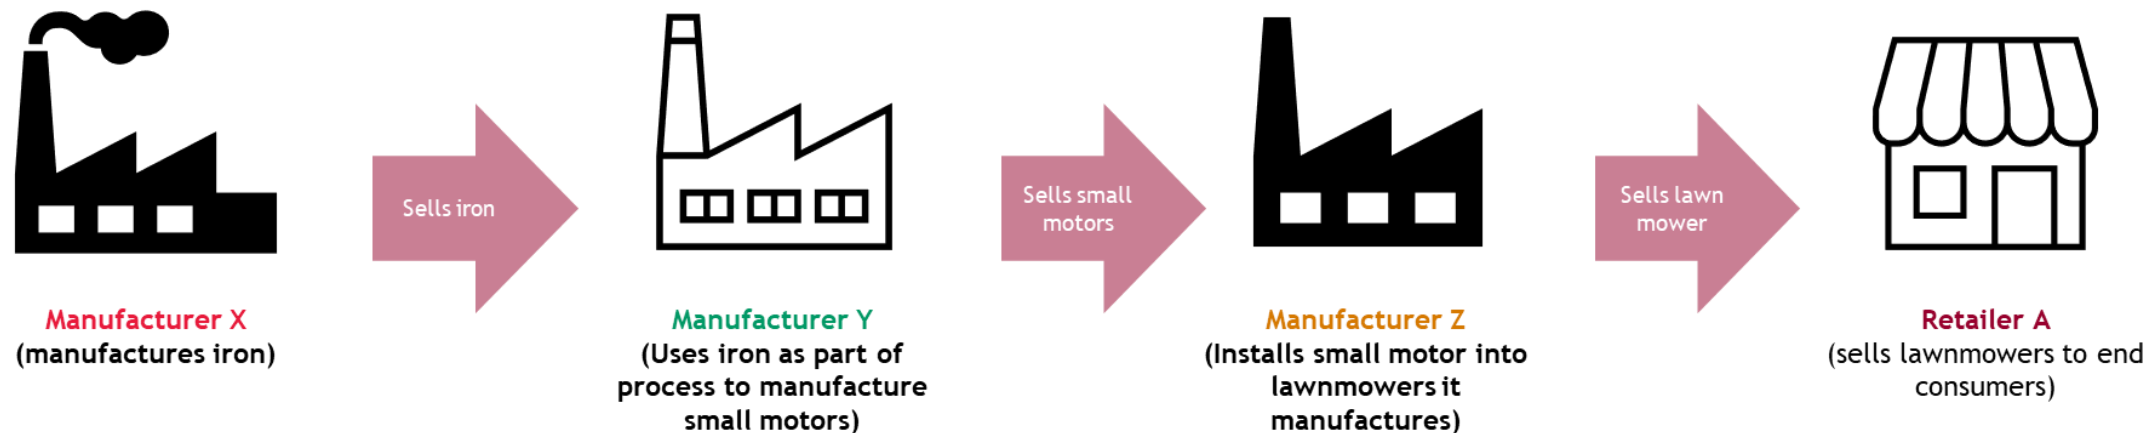 Sells iron
Sells small
motors
Sells lawn
mower
Manufacturer X
(manufactures iron)
Manufacturer Y
(Uses iron as part of
process to manufacture
small motors)
Manufacturer Z
(Installs small motor into
lawnmowers it
manufactures)
Retailer A
(sells lawnmowers to end
consumers)